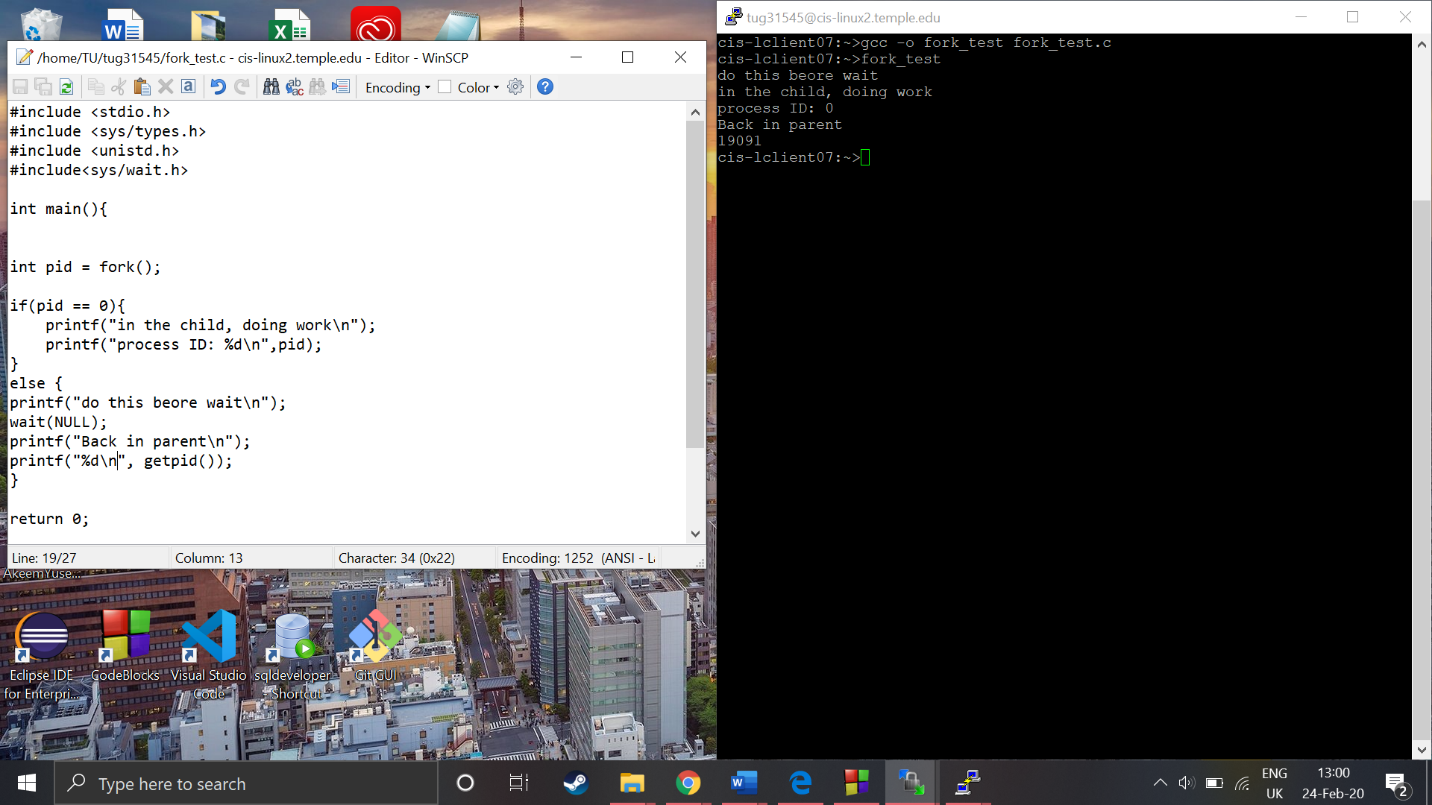 /home/TU/tug31545/fork_test.c - cis-linux2.temple.edu - Editor - WinSCP
Encoding
Color
#include <stdio.h>
#include <sys/types.h>
#include <unistd.h>
#include<sys/wait.h>
int main(){
int pid = fork();
if(pid == 0){
printf("in the child, doing work\n");
printf("process ID: %d\n",pid);
}
else {
printf("do this beore wait\n");
wait(NULL);
printf("Back in parent\n");
printf("%d\n", getpid());
}
return 0;
Line: 19/27
Column: 13
Character: 34 (0x22)
Encoding: 1252 (ANSI - L
tug31545@cis-linux2.temple.edu
cis-lclient07:~>gcc -o fork_test fork_test.c
cis-lclient07:~>fork_test
do this beore wait
in the child, doing work
process ID: 0
Back in parent
19091
cis-lclient07:~>
AkeemYuse...
Eclipse IDE
for Enterpri...
CodeBlocks
Visual Studio
Code
sqldeveloper
- Shortcut
Git GUI
Type here to search
ENG
UK
13:00
24-Feb-20
2